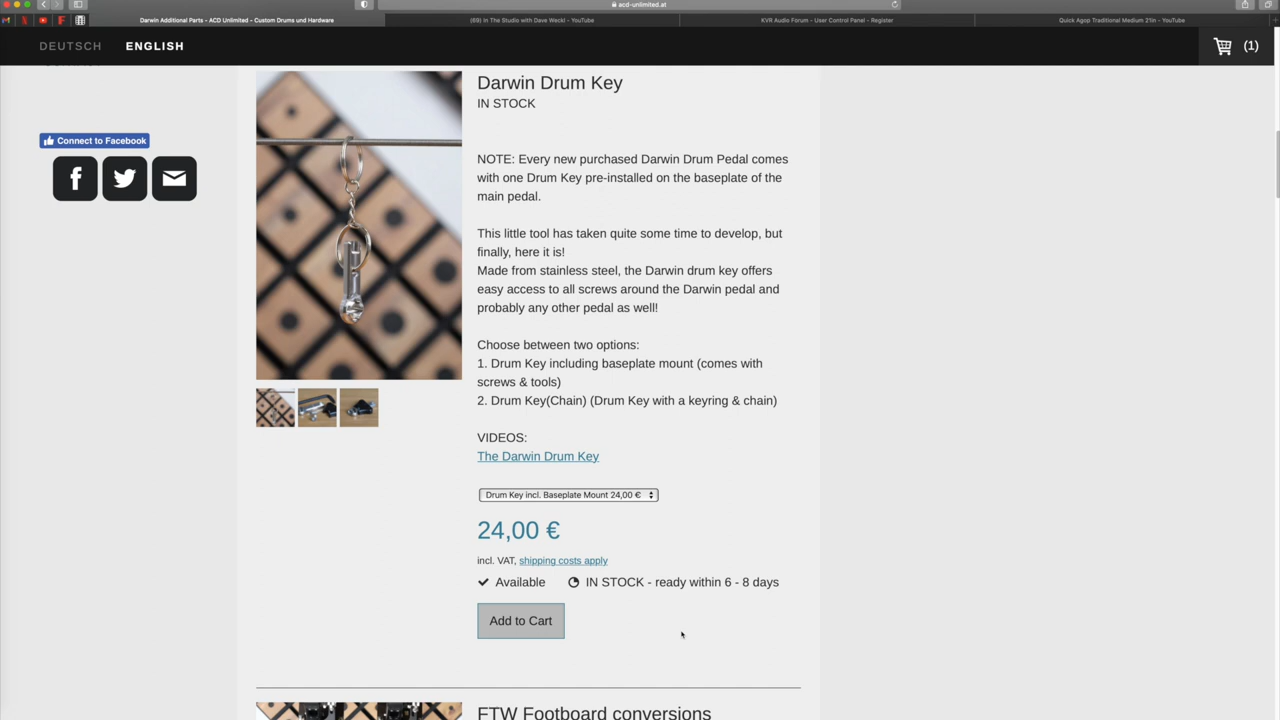 acd-unlimited.at
Darwin Additional Parts - ACD Unlimited - Custom Drums und Hardware
(69) In The Studio with Dave Weckl - YouTube
KVR Audio Forum - User Control Panel - Register
Quick Agop Traditional Medium 21in - YouTube
DEUTSCH ENGLISH
(1)
Connect to Facebook
Darwin Drum Key
IN STOCK
NOTE: Every new purchased Darwin Drum Pedal comes
with one Drum Key pre-installed on the baseplate of the
main pedal.
This little tool has taken quite some time to develop, but
finally, here it is!
Made from stainless steel, the Darwin drum key offers
easy access to all screws around the Darwin pedal and
probably any other pedal as well!
Choose between two options:
1. Drum Key including baseplate mount (comes with
screws & tools)
2. Drum Key(Chain) (Drum Key with a keyring & chain)
VIDEOS:
The Darwin Drum Key
Drum Key incl. Baseplate Mount 24,00 €
24,00 €
incl. VAT, shipping costs apply
Available IN STOCK - ready within 6 - 8 days
Add to Cart
FTW Footboard conversions